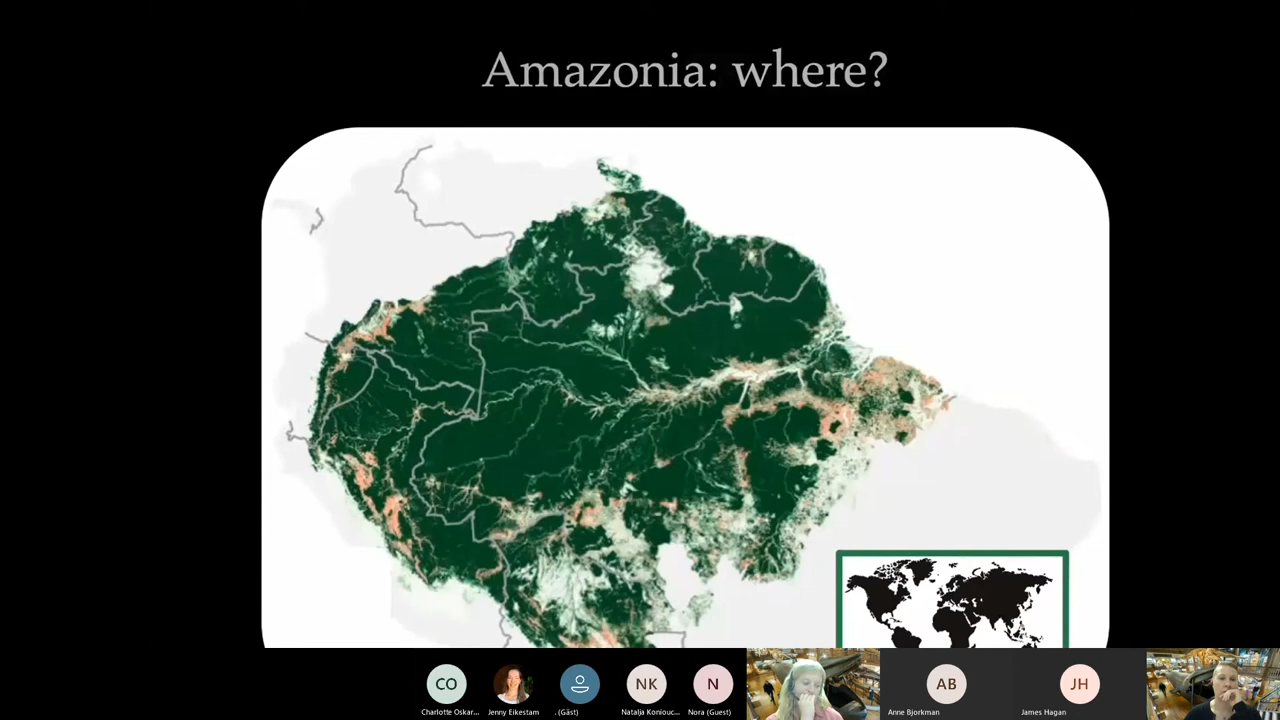 Amazonia: where?
CO
NK
N
AB
JH
Charlotte Oskar...
Jenny Eikestam
. (Gäst)
Natalja Koniouc...
Nora (Guest)
Anne Bjorkman
James Hagan